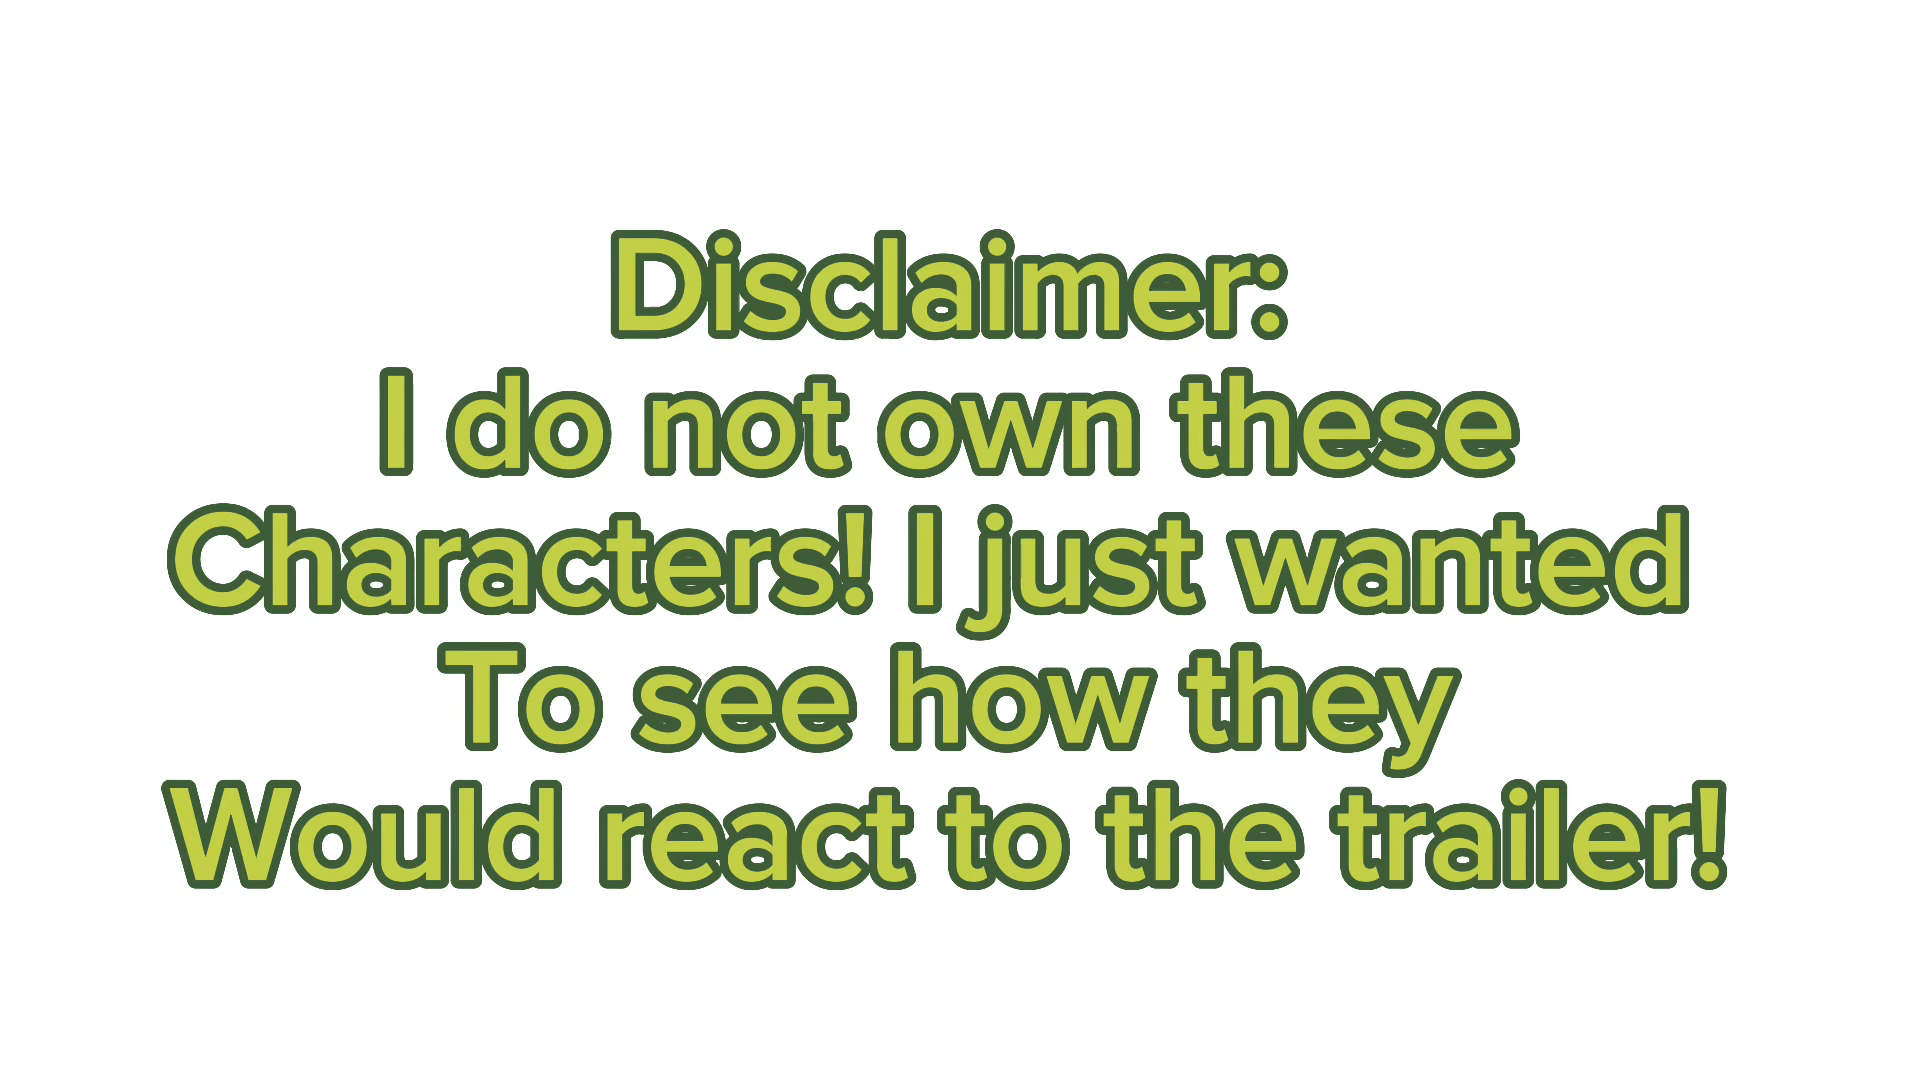 Disclaimer:
I do not own these
Characters! I just wanted
To see how they
Would react to the trailer!